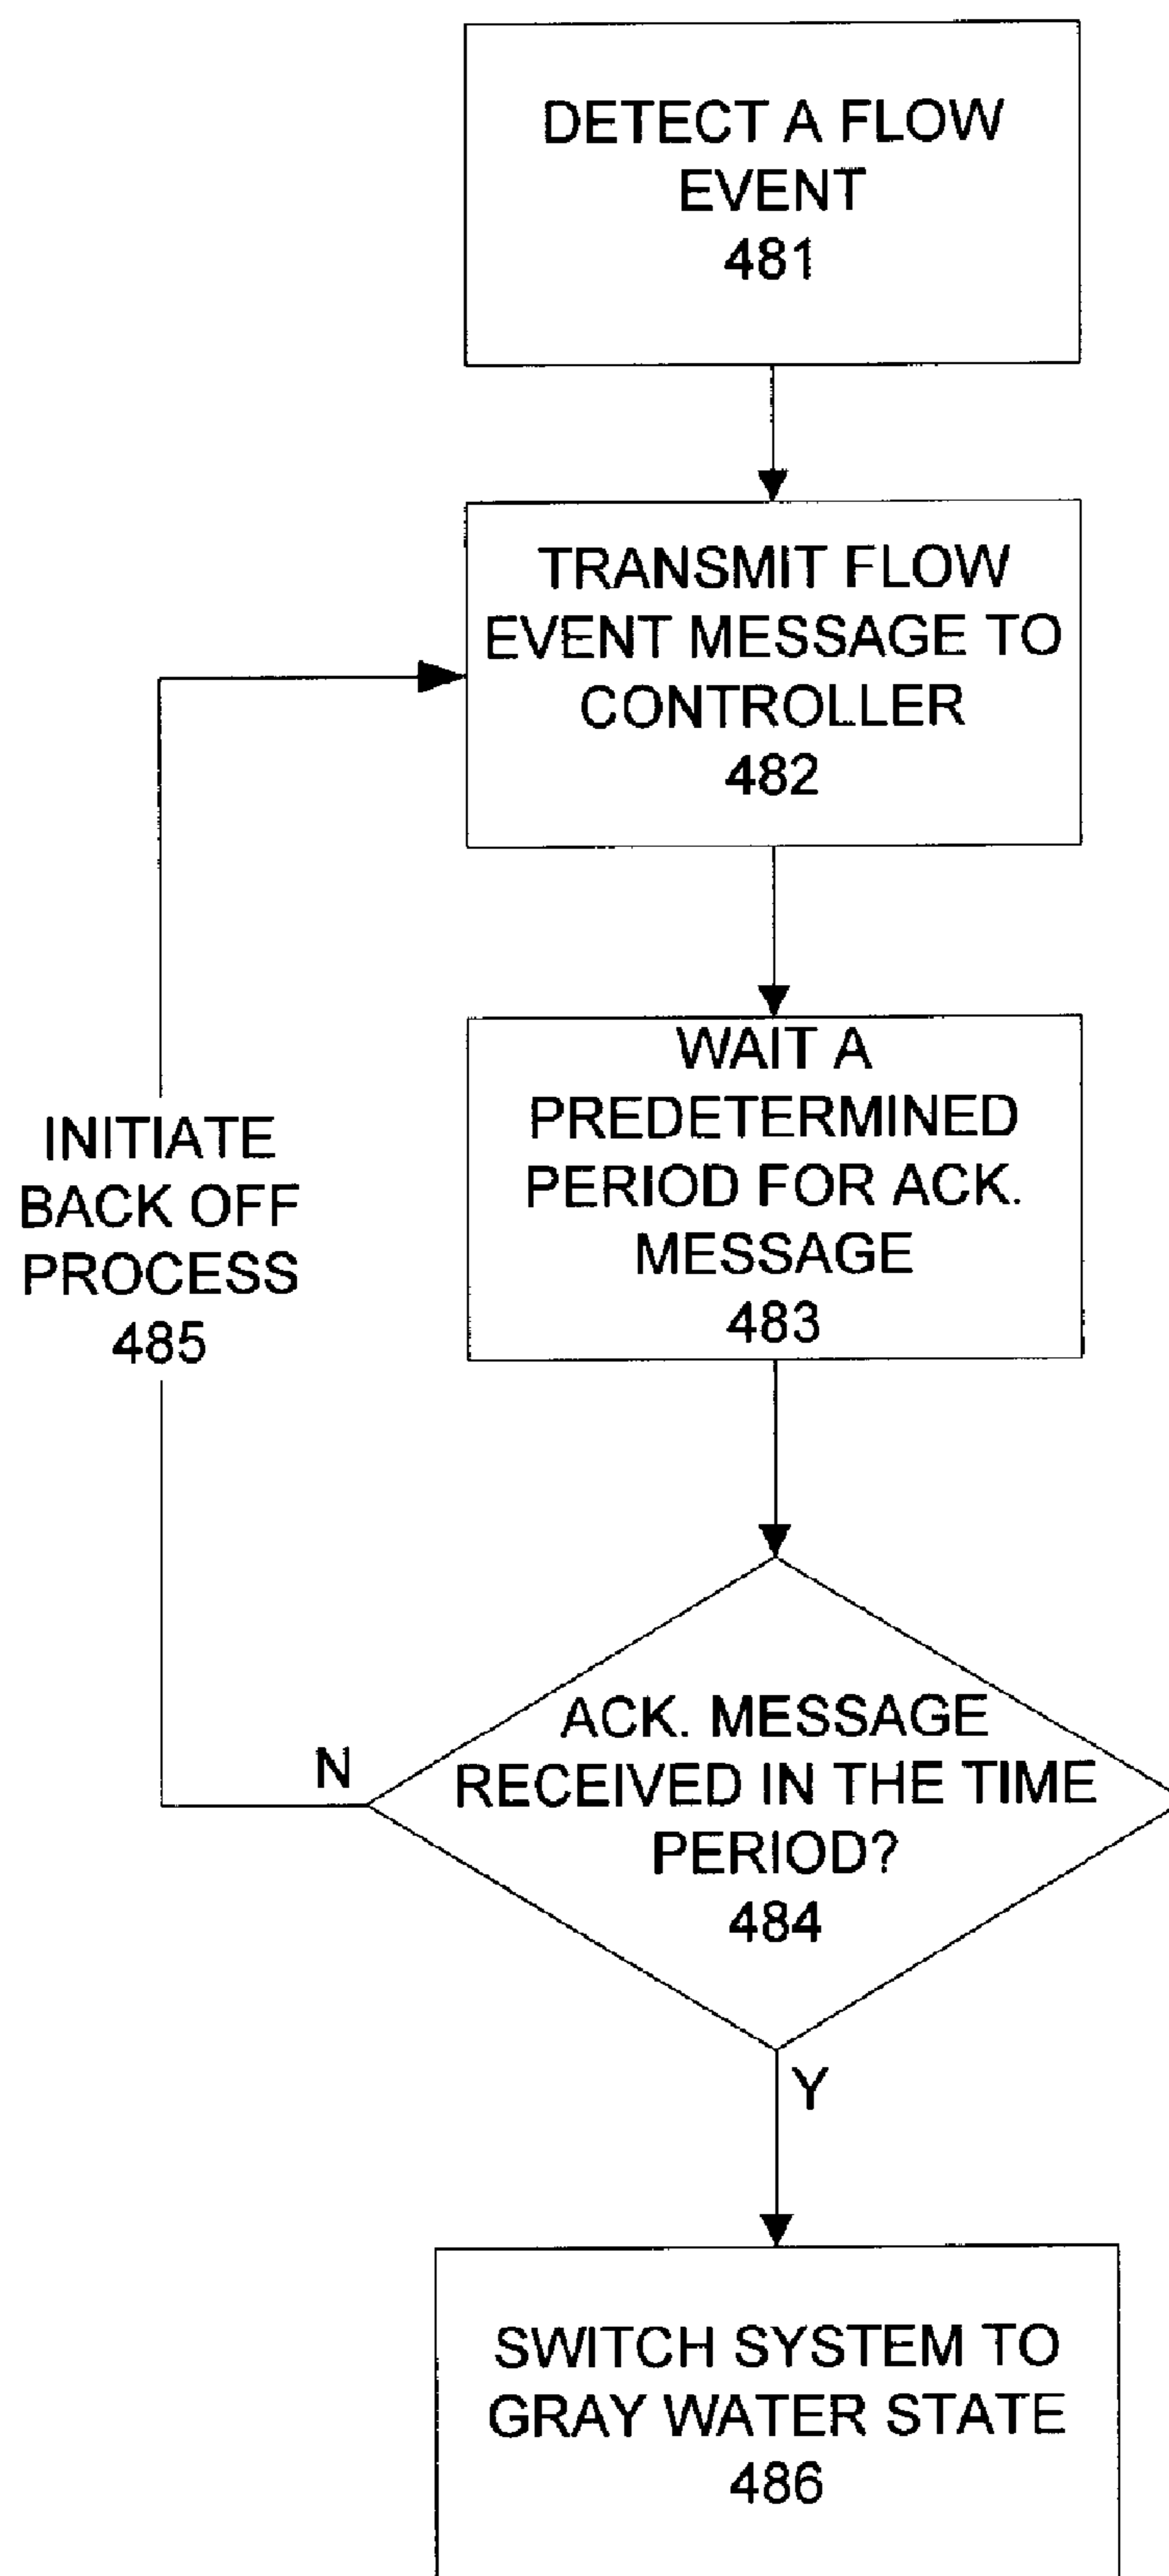 DETECT A FLOW
EVENT
481
TRANSMIT FLOW
EVENT MESSAGE TO
CONTROLLER
482
WAIT A
PREDETERMINED
PERIOD FOR ACK.
MESSAGE
483
INITIATE
BACK OFF
PROCESS
485
N
ACK. MESSAGE
RECEIVED IN THE TIME
PERIOD?
484
Y
SWITCH SYSTEM TO
GRAY WATER STATE
486